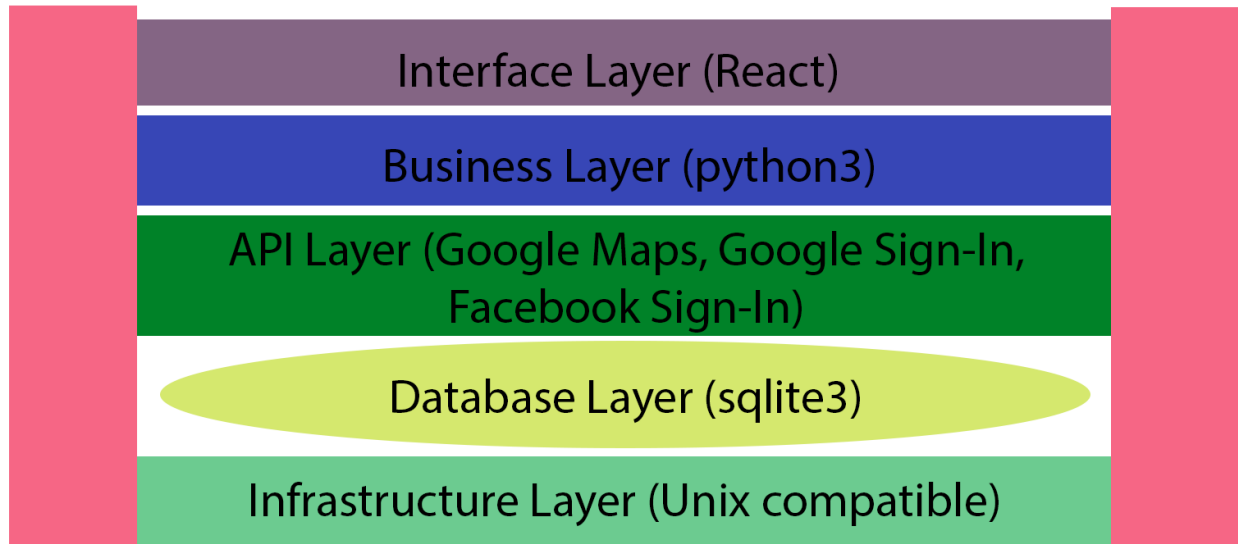 Interface Layer (React)
Business Layer (python3)
API Layer (Google Maps, Google Sign-In,
Facebook Sign-In)
Database Layer (sqlite3)
Infrastructure Layer (Unix compatible)